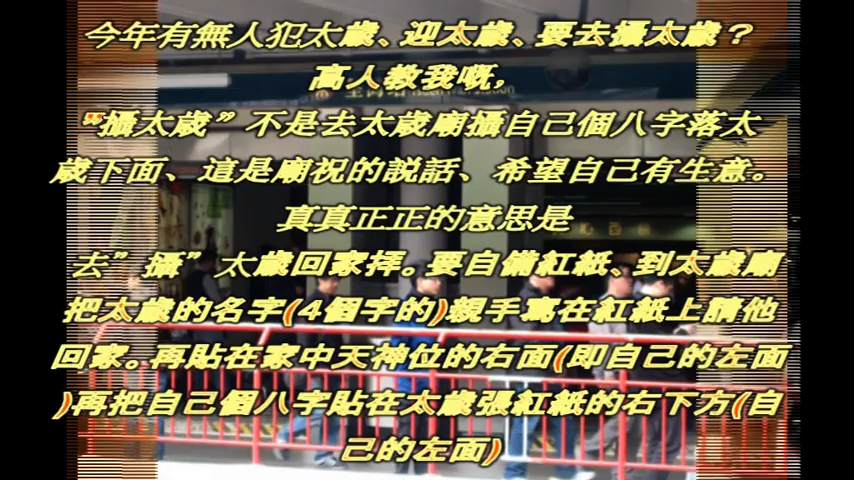 今年有無人犯太歲、迎太歲、要去攝太歲？
高人教我嘅，
"攝太歲"不是去太歲廟攝自己個八字落太
歲下面、這是廟祝的説話、希望自己有生意。
真真正正的意思是
去"攝"太歲回家拜。要自備紅紙、到太歲廟
把太歲的名字(4個字的)親手寫在紅紙上請他
回家。再貼在家中天神位的右面(即自己的左面
)再把自己個八字貼在太歲張紅紙的右下方(自
己的左面)